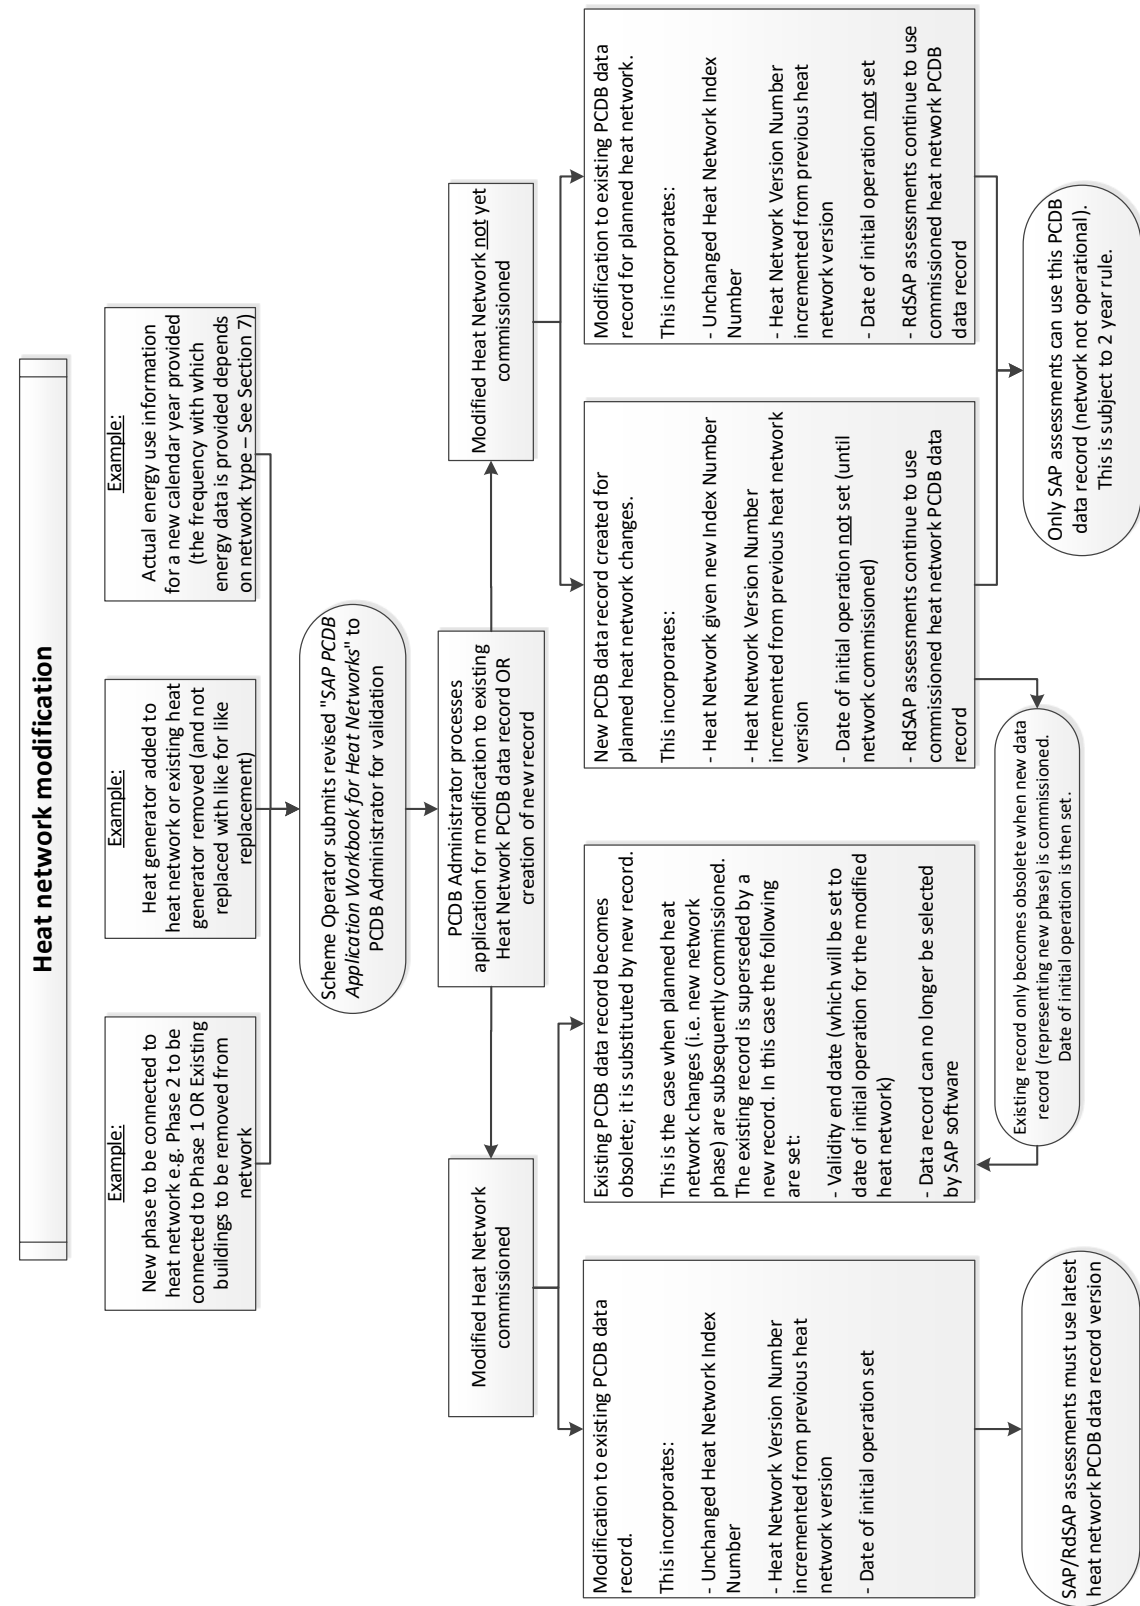 Heat network modification
Example:
New phase to be connected to
heat network e.g. Phase 2 to be
connected to Phase 1 OR Existing
buildings to be removed from
network
Example:
Heat generator added to
heat network or existing heat
generator removed (and not
replaced with like for like
replacement)
Example:
Actual energy use information
for a new calendar year provided
(the frequency with which
energy data is provided depends
on network type – See Section 7)
Scheme Operator submits revised "SAP PCDB
Application Workbook for Heat Networks" to
PCDB Administrator for validation
PCDB Administrator processes
application for modification to existing
Heat Network PCDB data record OR
creation of new record
Modified Heat Network
commissioned
Modified Heat Network not yet
commissioned
Modification to existing PCDB data
record.
This incorporates:
- Unchanged Heat Network Index
Number
- Heat Network Version Number
incremented from previous heat
network version
- Date of initial operation set
Existing PCDB data record becomes
obsolete; it is substituted by new record.
This is the case when planned heat
network changes (i.e. new network
phase) are subsequently commissioned.
The existing record is superseded by a
new record. In this case the following
are set:
- Validity end date (which will be set to
date of initial operation for the modified
heat network)
- Data record can no longer be selected
by SAP software
New PCDB data record created for
planned heat network changes.
This incorporates:
- Heat Network given new Index Number
- Heat Network Version Number
incremented from previous heat network
version
- Date of initial operation not set (until
network commissioned)
- RdSAP assessments continue to use
commissioned heat network PCDB data
record
Modification to existing PCDB data
record for planned heat network.
This incorporates:
- Unchanged Heat Network Index
Number
- Heat Network Version Number
incremented from previous heat
network version
- Date of initial operation not set
- RdSAP assessments continue to use
commissioned heat network PCDB
data record
SAP/RdSAP assessments must use latest
heat network PCDB data record version
Existing record only becomes obsolete when new data
record (representing new phase) is commissioned.
Date of initial operation is then set.
Only SAP assessments can use this PCDB
data record (network not operational).
This is subject to 2 year rule.